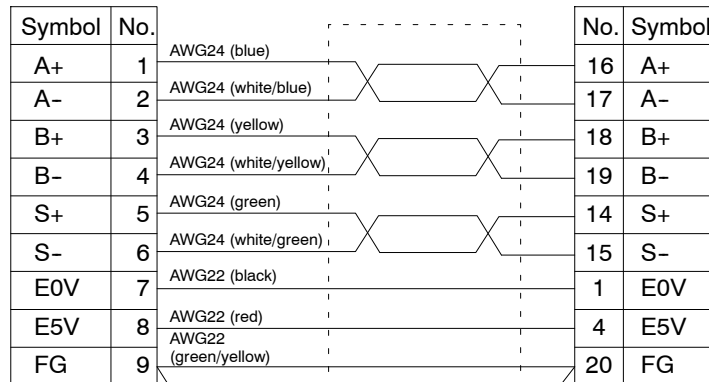 Symbol No. No. Symbol
A+ 1 AWG24 (blue) 16 A+
A- 2 AWG24 (white/blue) 17 A-
B+ 3 AWG24 (yellow) 18 B+
B- 4 AWG24 (white/yellow) 19 B-
S+ 5 AWG24 (green) 14 S+
S- 6 AWG24 (white/green) 15 S-
E0V 7 AWG22 (black) 1 E0V
E5V 8 AWG22 (red) 4 E5V
FG 9 AWG22 (green/yellow) 20 FG